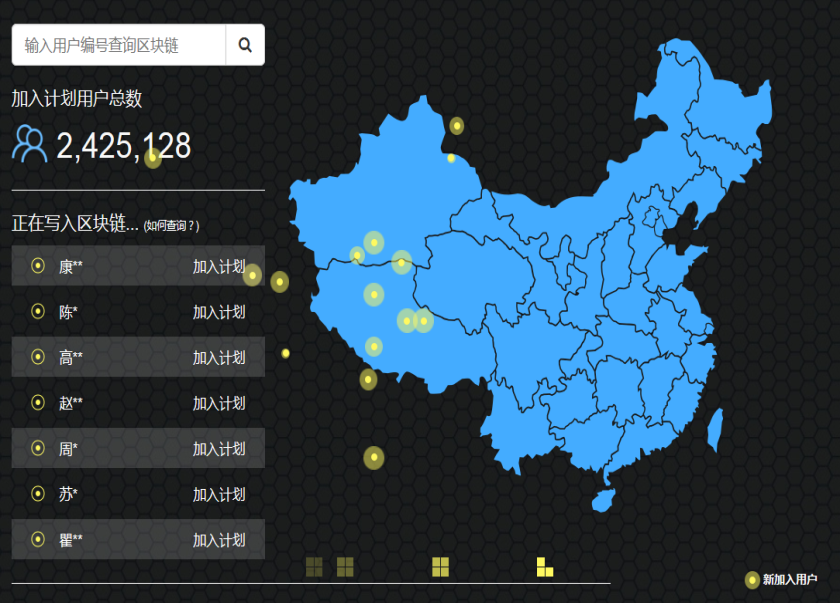 输入用户编号查询区块链
加入计划用户总数
2,425,128
正在写入区块链... (如何查询？)
康** 加入计划
陈* 加入计划
高** 加入计划
赵** 加入计划
周* 加入计划
苏* 加入计划
瞿** 加入计划
新加入用户